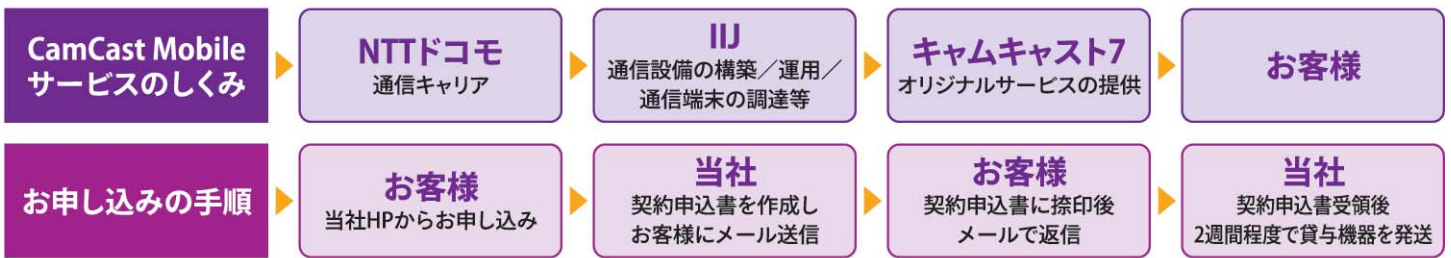 CamCast Mobile
サービスのしくみ
NTTドコモ
通信キャリア
IIJ
通信設備の構築／運用／
通信端末の調達等
キャムキャスト7
オリジナルサービスの提供
お客様
お申し込みの手順
お客様
当社HPからお申し込み
当社
契約申込書を作成し
お客様にメール送信
お客様
契約申込書に捺印後
メールで返信
当社
契約申込書受領後
2週間程度で貸与機器を発送